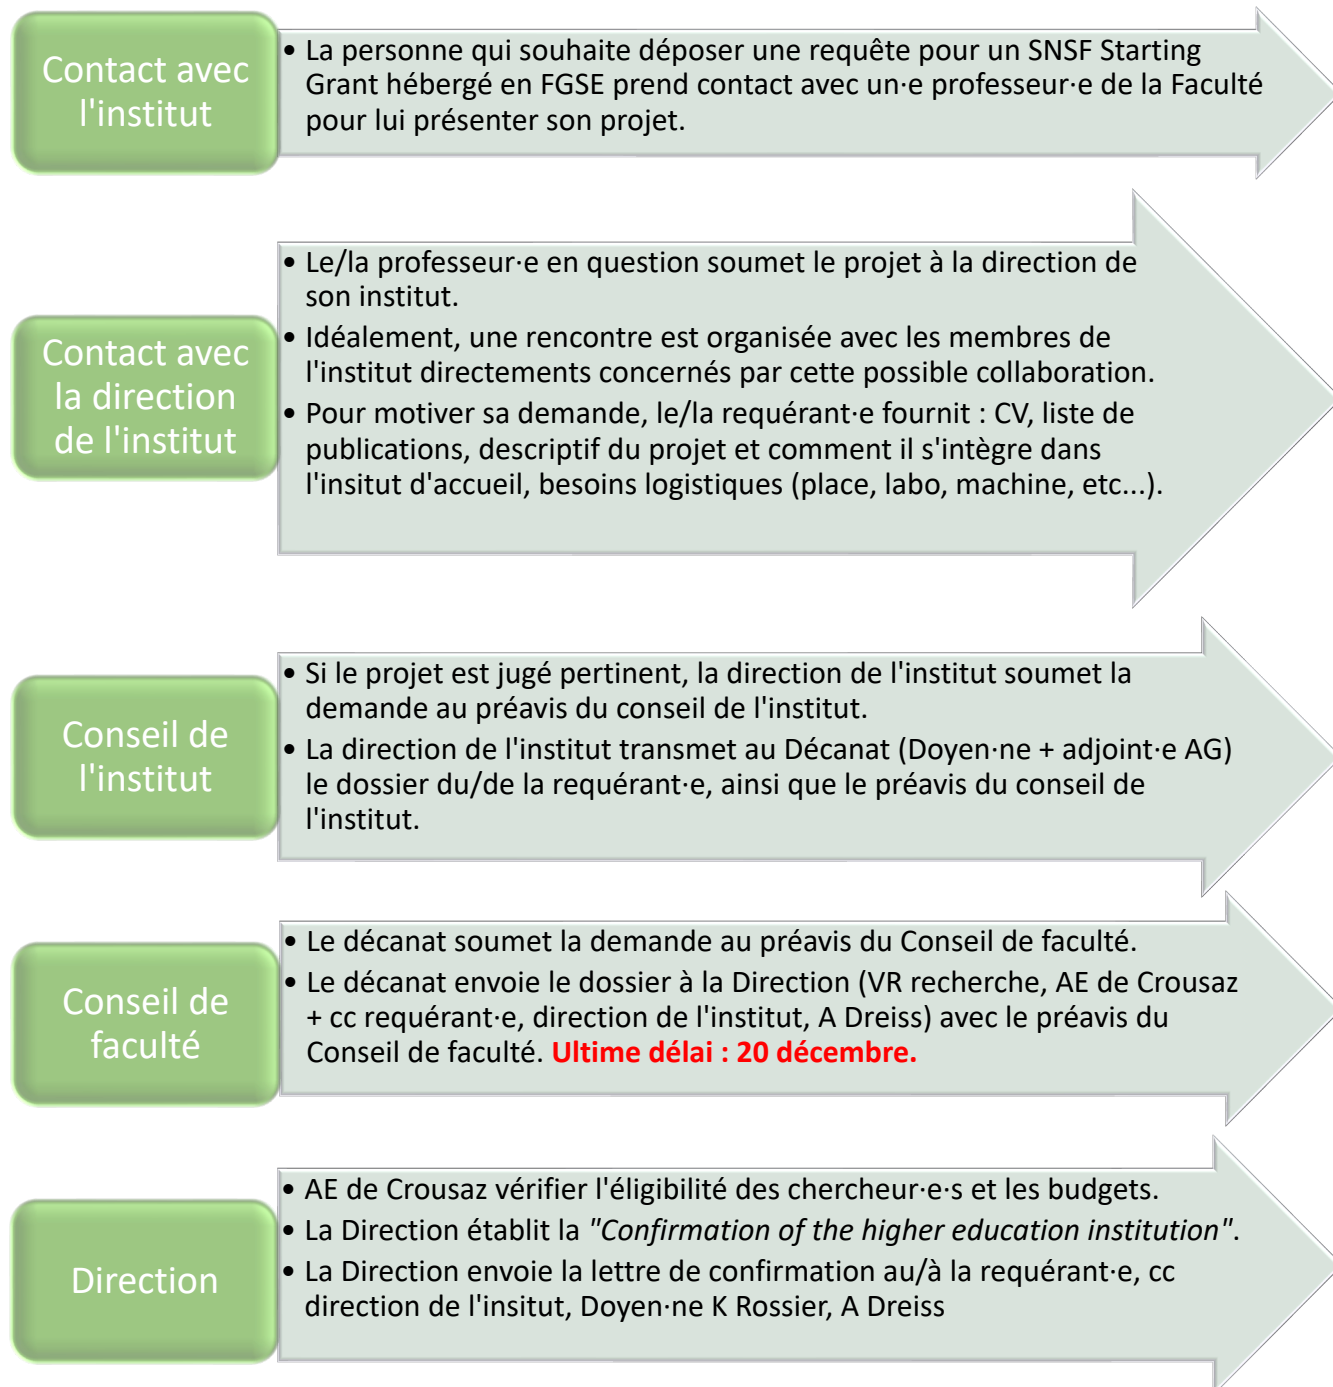 Contact avec
l'institut
• La personne qui souhaite déposer une requête pour un SNSF Starting
Grant hébergé en FGSE prend contact avec un·e professeur·e de la Faculté
pour lui présenter son projet.
Contact avec
la direction
de l'institut
• Le/la professeur·e en question soumet le projet à la direction de
son institut.
• Idéalement, une rencontre est organisée avec les membres de
l'institut directements concernés par cette possible collaboration.
• Pour motiver sa demande, le/la requérant·e fournit : CV, liste de
publications, descriptif du projet et comment il s'intègre dans
l'insitut d'accueil, besoins logistiques (place, labo, machine, etc...).
Conseil de
l'institut
• Si le projet est jugé pertinent, la direction de l'institut soumet la
demande au préavis du conseil de l'institut.
• La direction de l'institut transmet au Décanat (Doyen·ne + adjoint·e AG)
le dossier du/de la requérant·e, ainsi que le préavis du conseil de
l'institut.
Conseil de
faculté
• Le décanat soumet la demande au préavis du Conseil de faculté.
• Le décanat envoie le dossier à la Direction (VR recherche, AE de Crousaz
+ cc requérant·e, direction de l'institut, A Dreiss) avec le préavis du
Conseil de faculté. Ultime délai : 20 décembre.
Direction
• AE de Crousaz vérifier l'éligibilité des chercheur·e·s et les budgets.
• La Direction établit la "Confirmation of the higher education institution".
• La Direction envoie la lettre de confirmation au/à la requérant·e, cc
direction de l'insitut, Doyen·ne K Rossier, A Dreiss